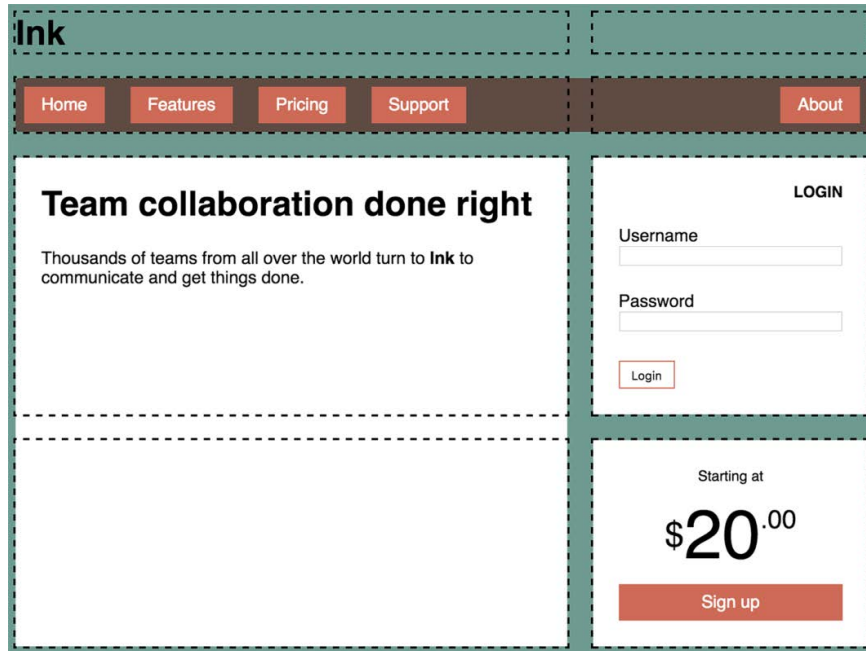 Ink
Home Features Pricing Support About
Team collaboration done right
Thousands of teams from all over the world turn to Ink to
communicate and get things done.
LOGIN
Username
Password
Login
Starting at
$20.00
Sign up